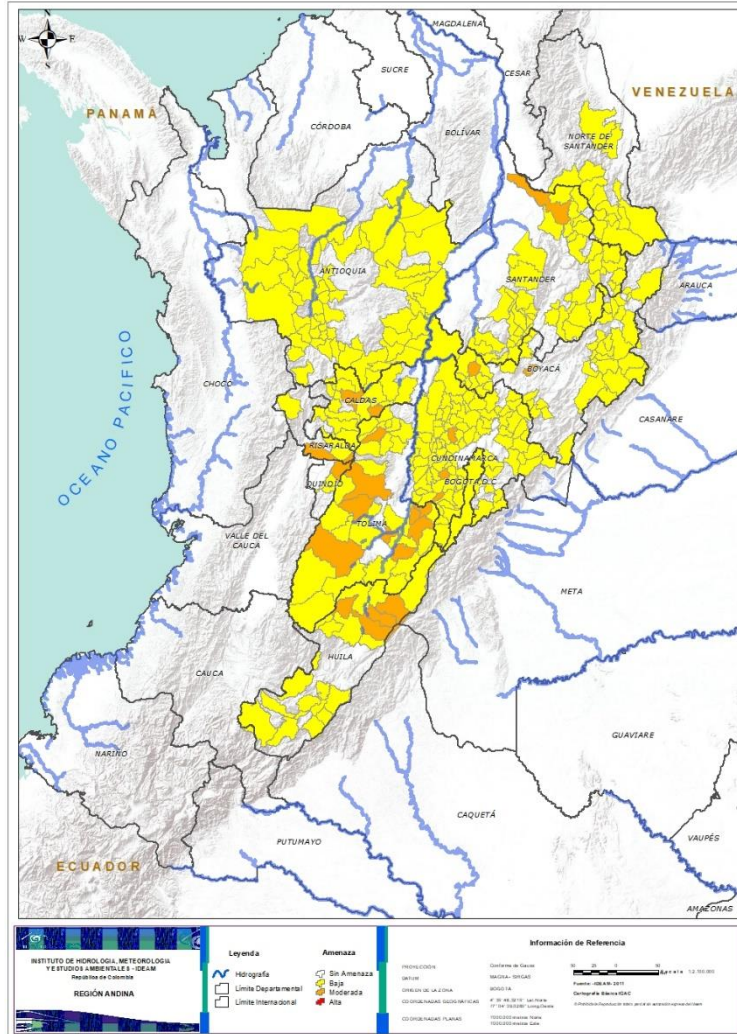 N
W E
S
MAGDALENA
SUCRE
CESAR
VENEZUELA
PANAMÁ
CÓRDOBA
BOLÍVAR
NORTE DE
SANTANDER
ANTIOQUIA
SANTANDER
ARAUCA
OCEANO PACIFICO
CHOCÓ
BOYACÁ
CALDAS
CASANARE
RISARALDA
CUNDINAMARCA
QUINDIO
BOGOTÁ D.C.
TOLIMA
VALLE DEL
CAUCA
META
HUILA
CAUCA
GUAVIARE
NARIÑO
CAQUETÁ
VAUPÉS
PUTUMAYO
ECUADOR
AMAZONAS
INSTITUTO DE HIDROLOGIA, METEOROLOGIA
Y ESTUDIOS AMBIENTALES - IDEAM
República de Colombia
REGIÓN ANDINA
Leyenda
Hidrografía
Límite Departamental
Límite Internacional
Amenaza
Sin Amenaza
Baja
Moderada
Alta
Información de Referencia
PROYECCIÓN Conforme de Gauss
DATUM MAGNA - SIRGAS
ORIGEN DE LA ZONA BOGOTÁ
COORDENADAS GEOGRÁFICAS
COORDENADAS PLANAS
Fuente: IDEAM- 2011
Cartografía Básica IGAC